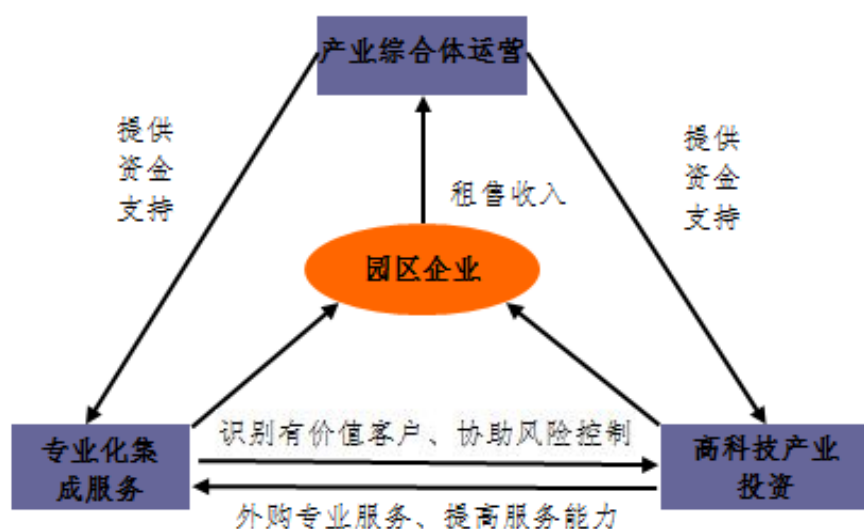 产业综合体运营
提供
资金
支持
提供
资金
支持
租售收入
园区企业
专业化集
成服务
识别有价值客户、协助风险控制
高科技产业
投资
外购专业服务、提高服务能力